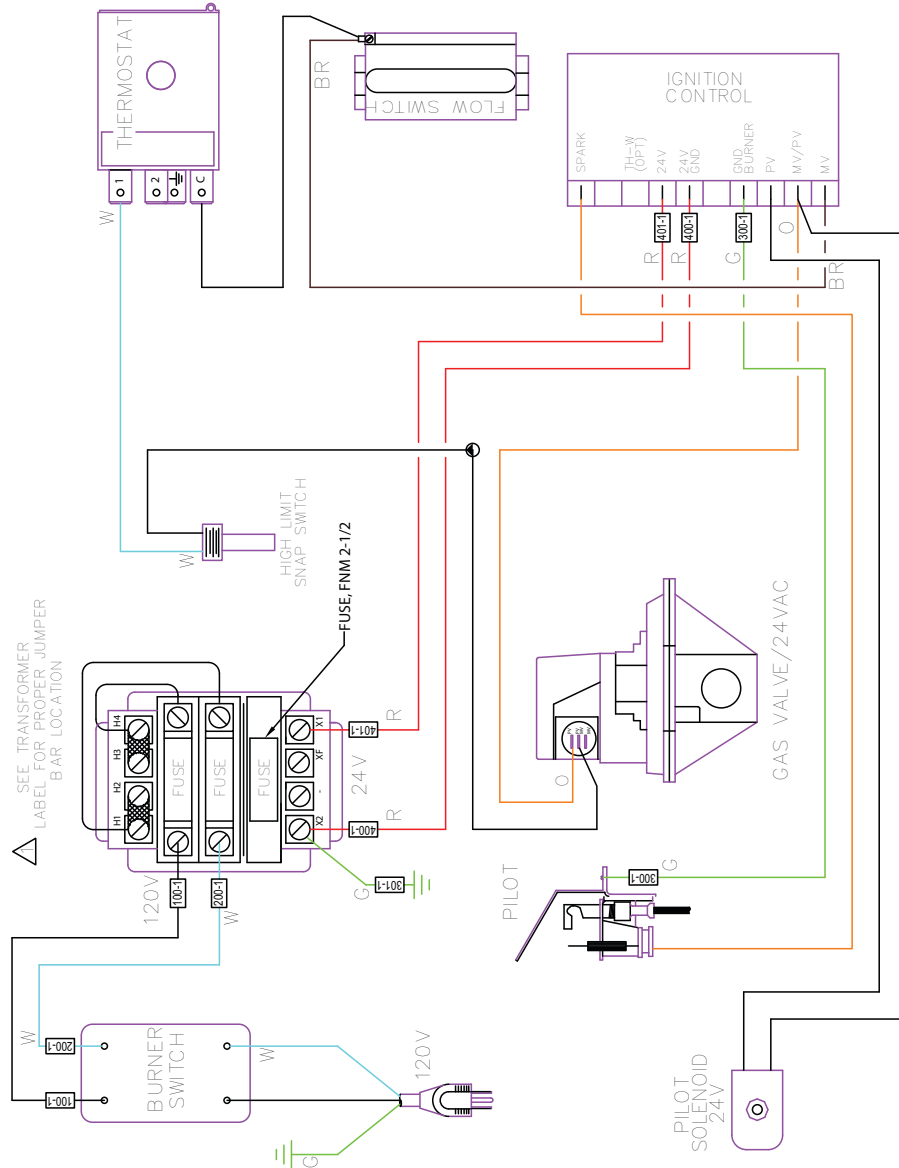 THERMOSTAT
1
2
C
W
BR
FLOW SWITCH
IGNITION
CONTROL
SPARK
TH-W
(OPT)
24V
24V
GND
GND
BURNER
PV
MV/PV
MV
401-1
400-1
300-1
R
R
G
O
BR
W
HIGH LIMIT
SNAP SWITCH
SEE TRANSFORMER
LABEL FOR PROPER JUMPER
BAR LOCATION
1
FUSE, FNM 2-1/2
H1
H2
H3
H4
FUSE
FUSE
FUSE
X2
-
XF
X1
24V
401-1
R
400-1
R
G
301-1
120V
100-1
200-1
W
W
200-1
100-1
BURNER
SWITCH
W
120V
G
O
GAS VALVE/24VAC
PILOT
300-1
G
PILOT
SOLENOID
24V